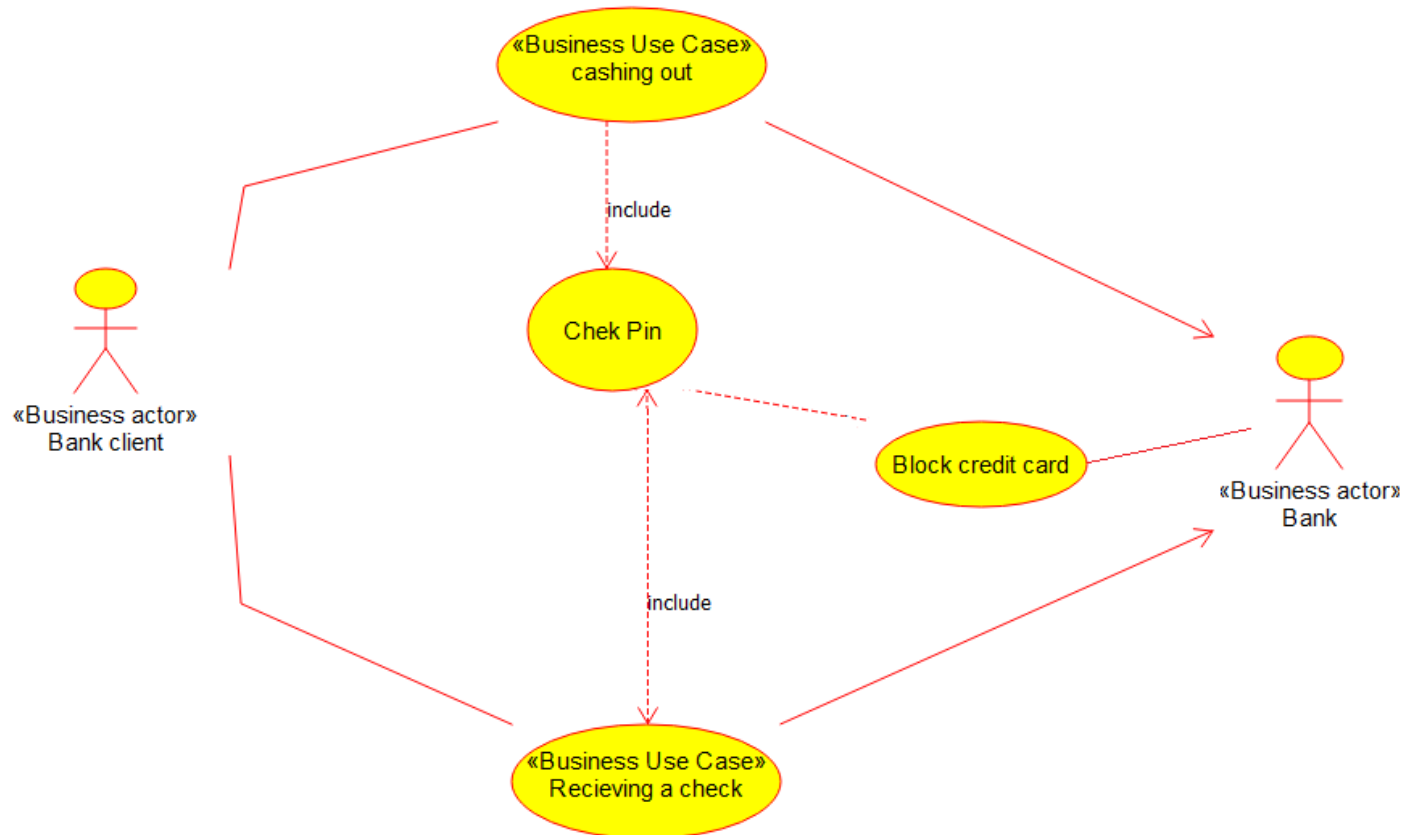 «Business Use Case»
cashing out
include
Chek Pin
«Business actor»
Bank client
Block credit card
«Business actor»
Bank
include
«Business Use Case»
Recieving a check